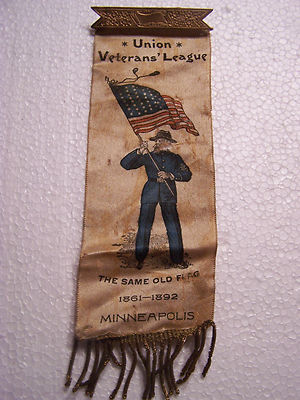 * Union *
Veterans' League
THE SAME OLD FLAG
1861—1892
MINNEAPOLIS